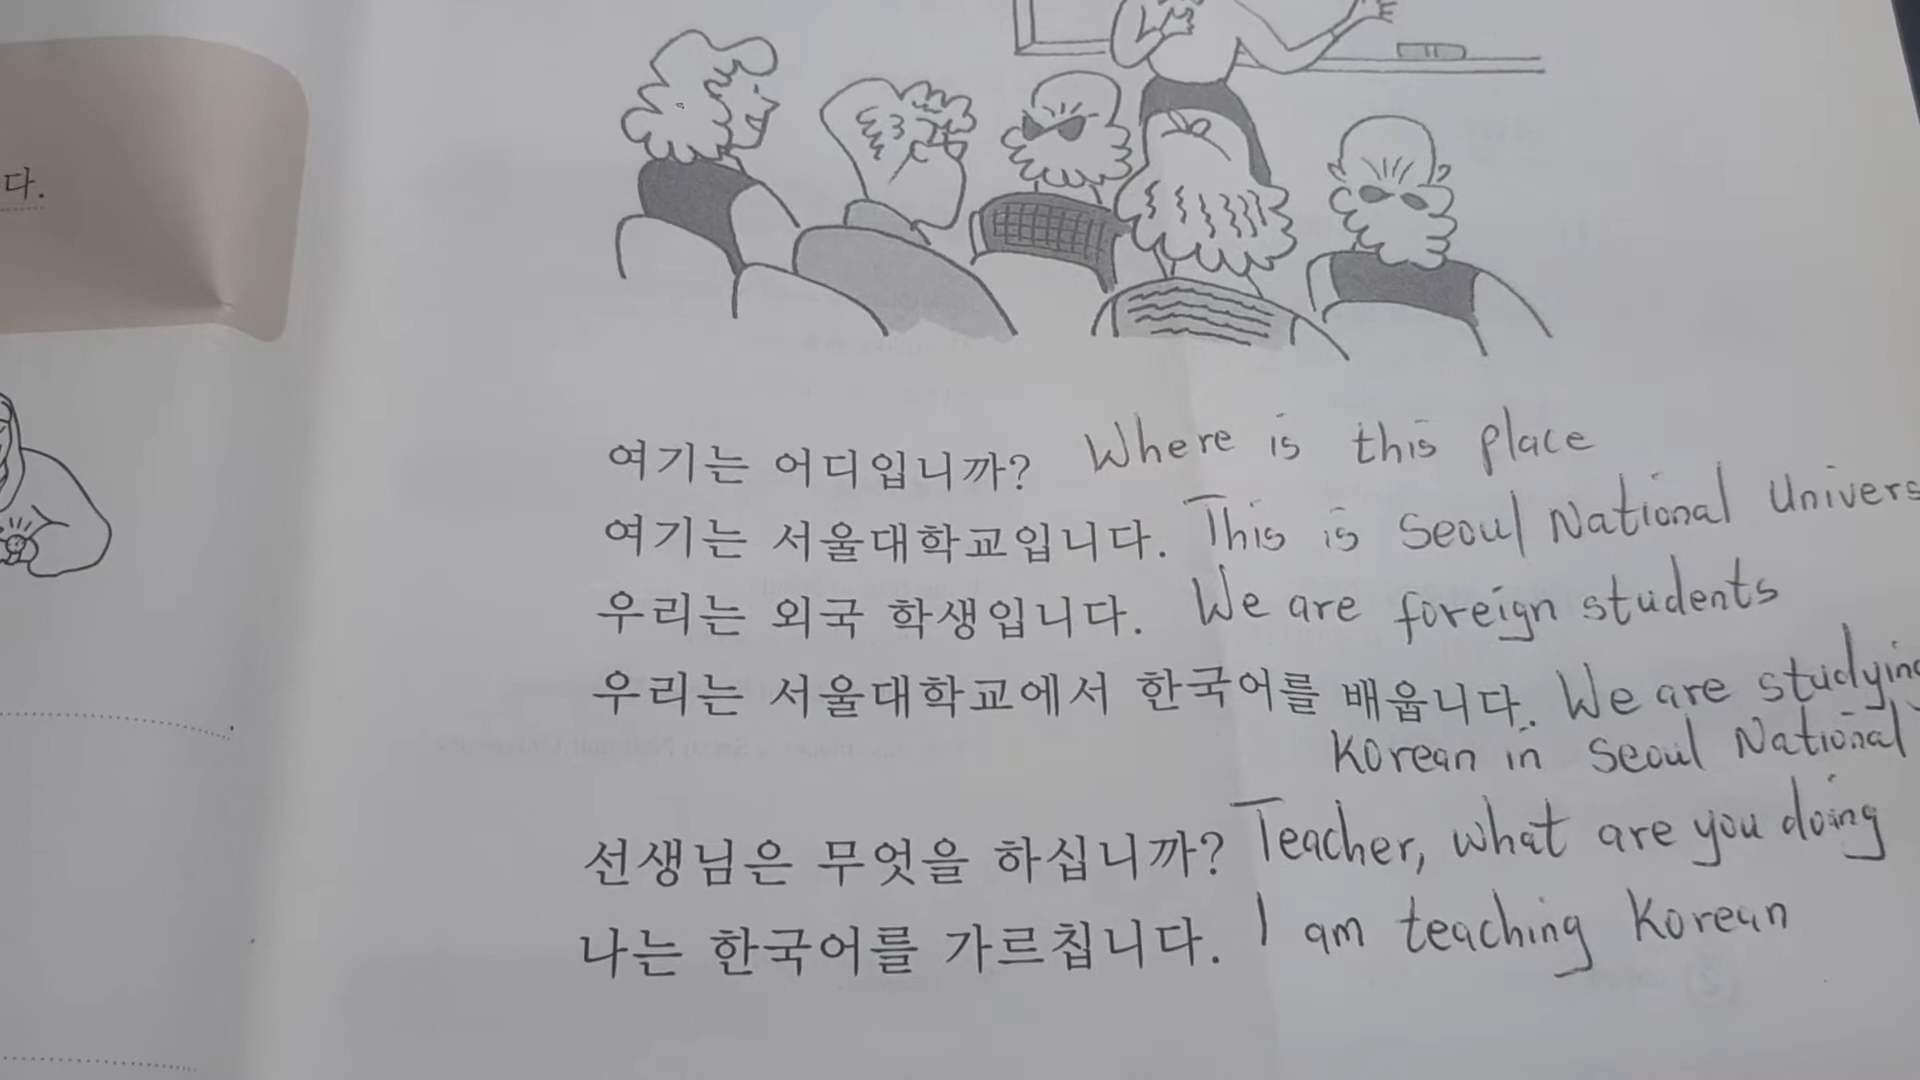 다.
여기는 어디입니까? Where is this place
여기는 서울대학교입니다. This is Seoul National Univers
우리는 외국 학생입니다. We are foreign students
우리는 서울대학교에서 한국어를 배웁니다. We are studying
Korean in Seoul National
선생님은 무엇을 하십니까? Teacher, what are you doing
나는 한국어를 가르칩니다. I am teaching Korean